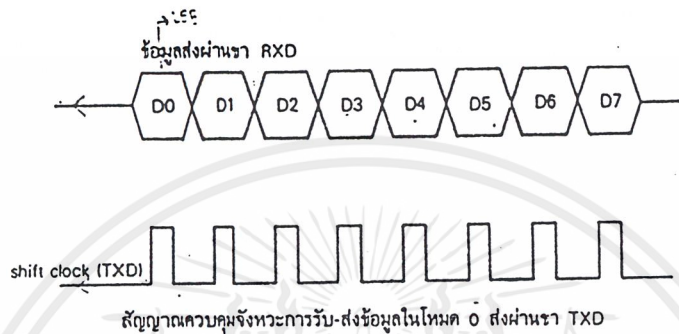 ข้อมูลส่งผ่านขา RXD
D0 D1 D2 D3 D4 D5 D6 D7
shift clock (TXD)
สัญญาณควบคุมจังหวะการรับ-ส่งข้อมูลในโหมด 0 ส่งผ่านขา TXD